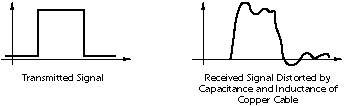 Transmitted Signal
Received Signal Distorted by
Capacitance and Inductance of
Copper Cable